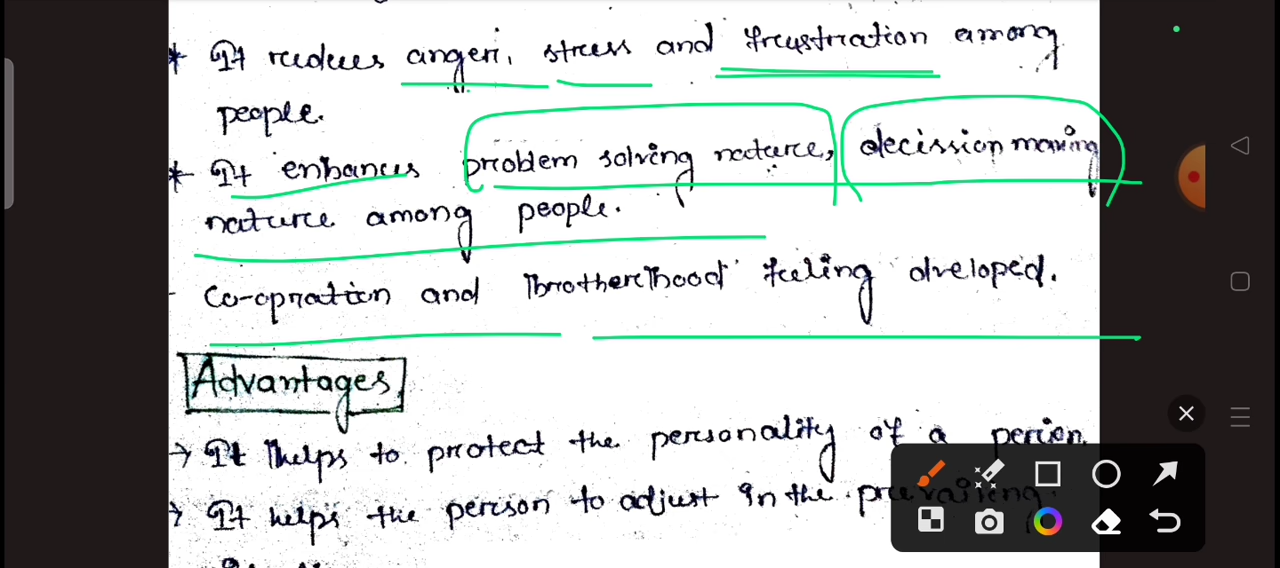 * It reduces anger, stress and frustration among
people.
* It enhances problem solving nature, decission making
nature among people.
- Co-opration and Brotherhood feeling dveloped.
Advantages
→ It helps to protect the personality of a person
→ It helps the person to adjust in the prevailing